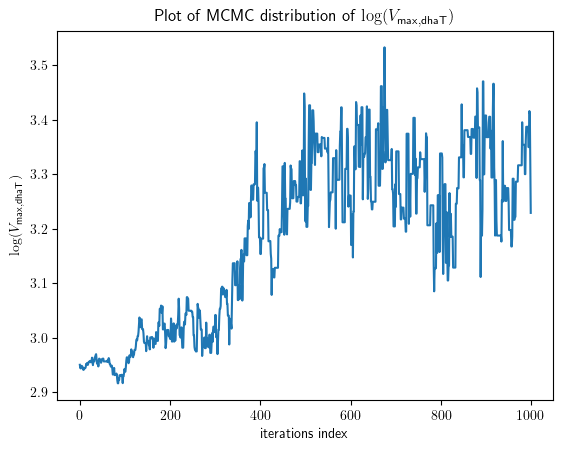 Plot of MCMC distribution of log(V_max,dhaT)
log(V_max,dhaT)
3.5
3.4
3.3
3.2
3.1
3.0
2.9
0 200 400 600 800 1000
iterations index